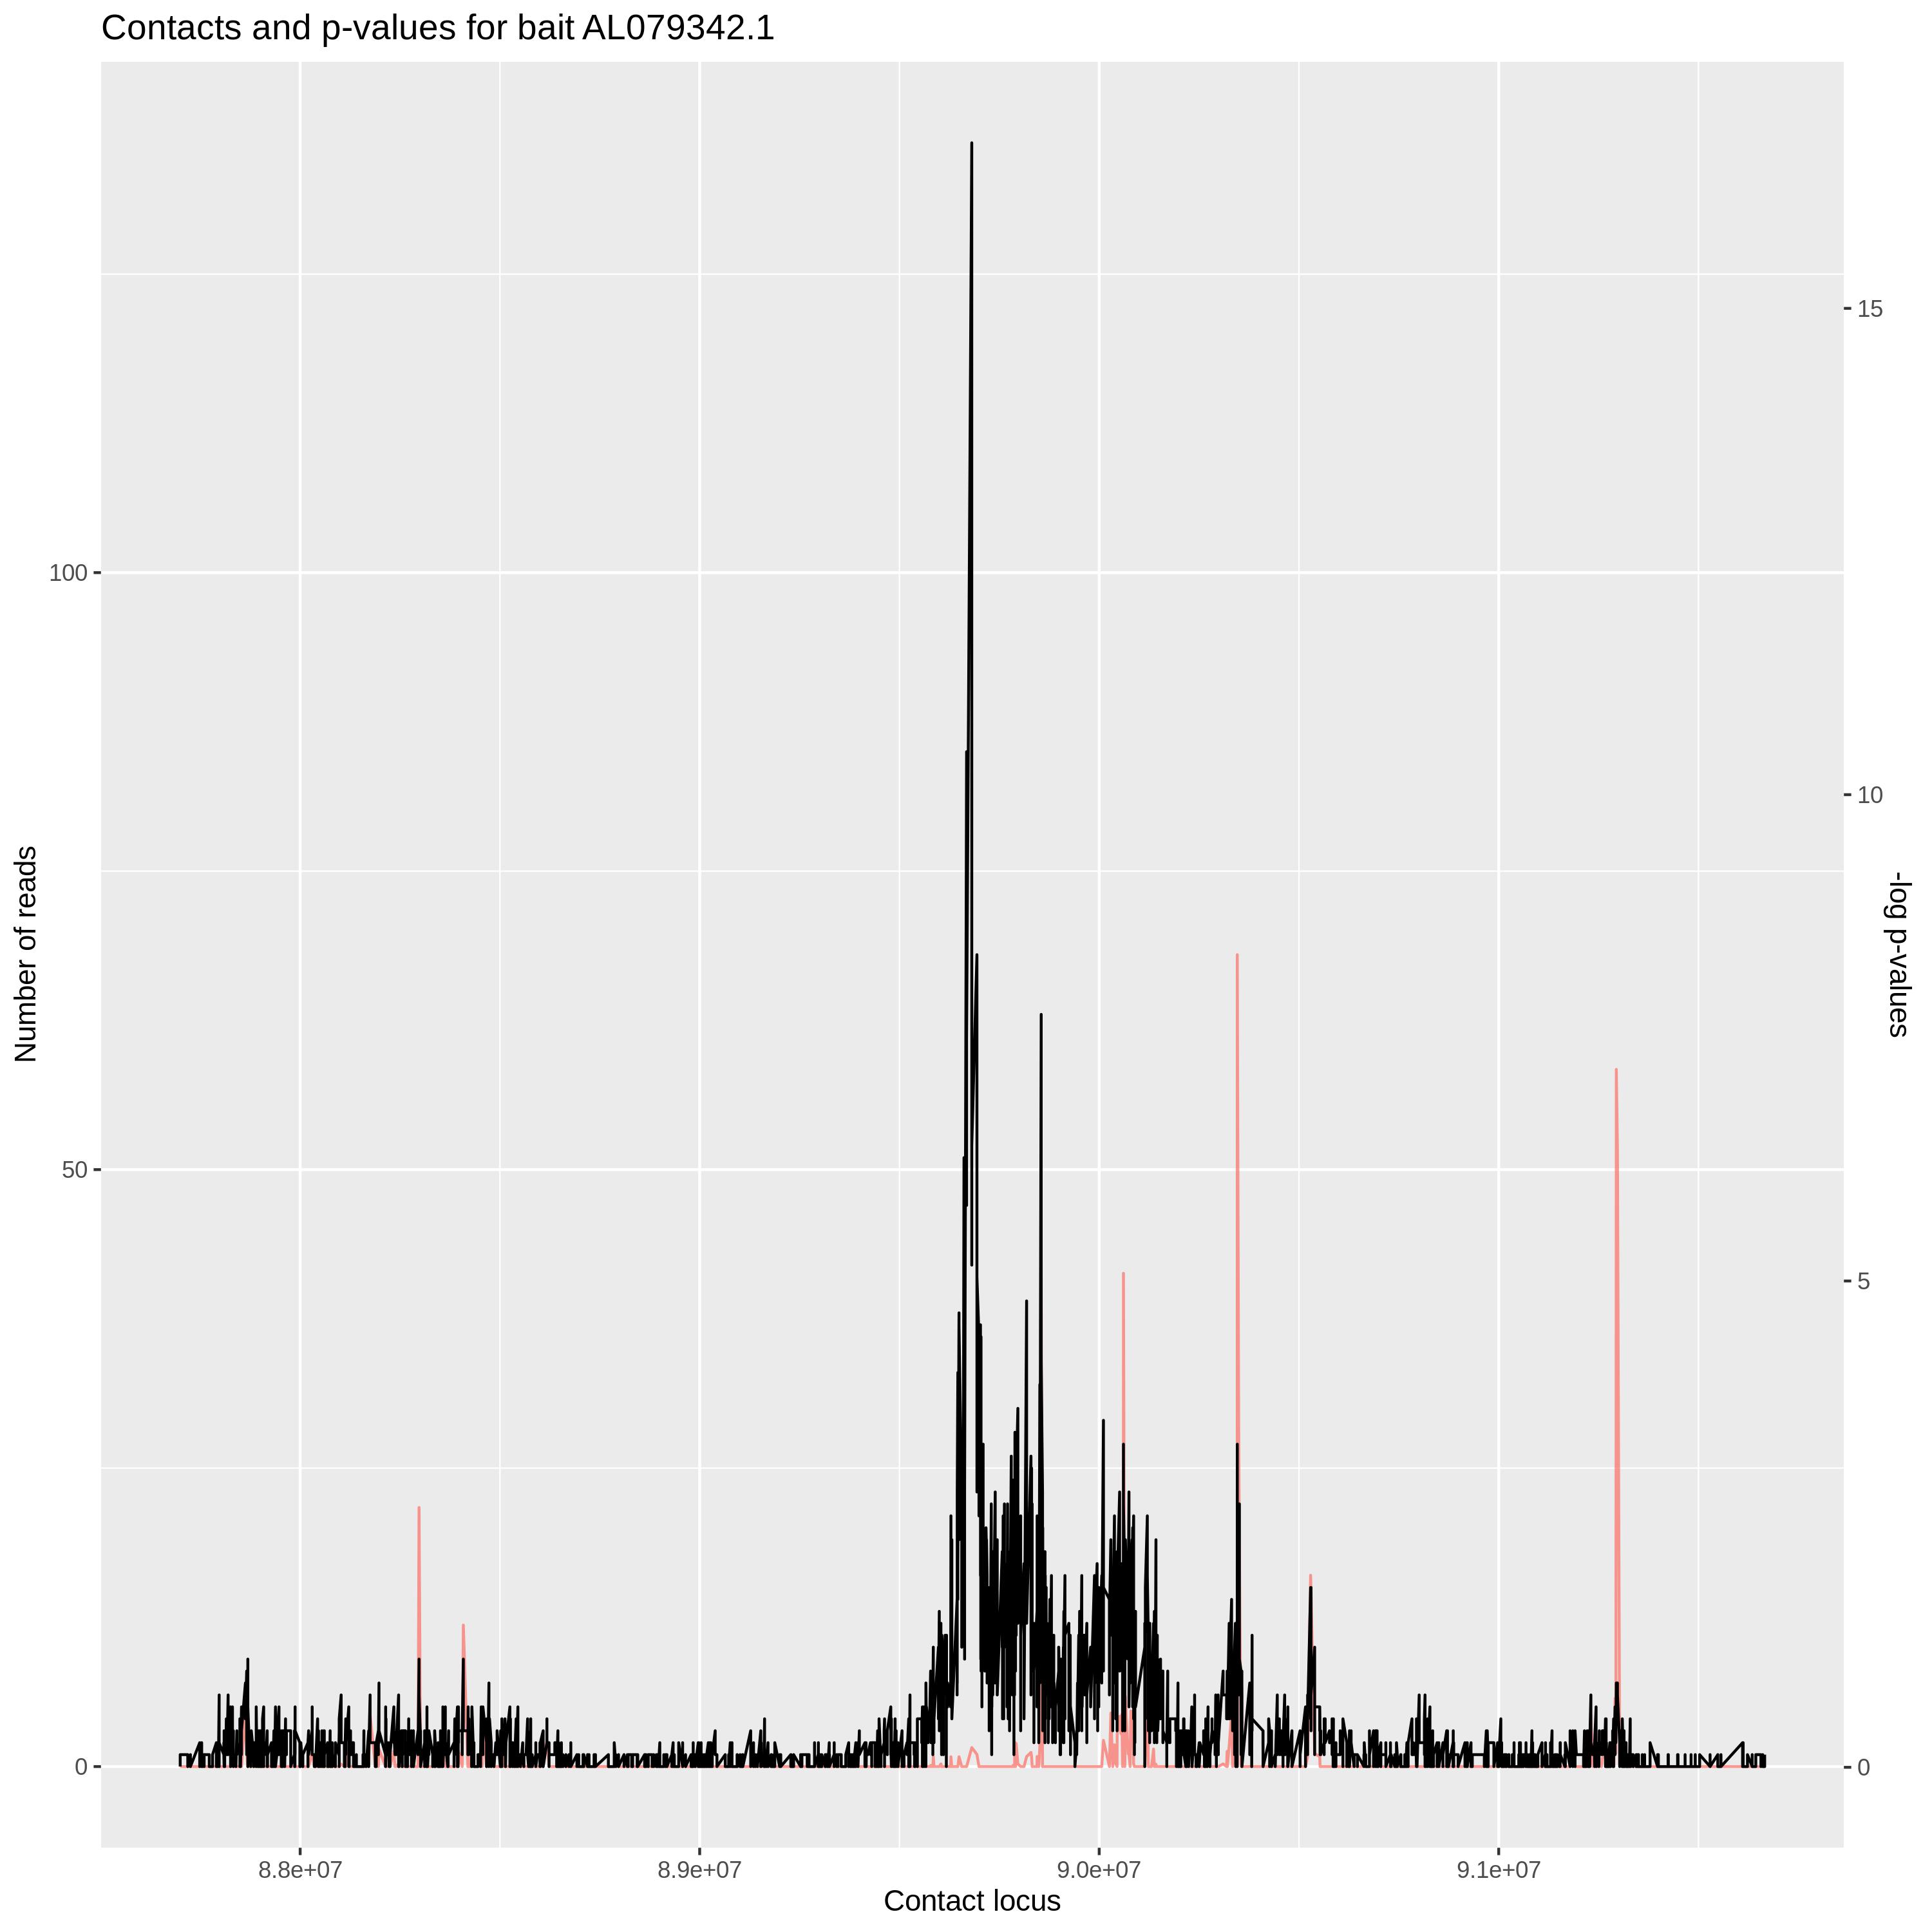 Contacts and p-values for bait AL079342.1
15
100
10
Number of reads
-log p-values
5
50
0
0
8.8e+07
8.9e+07
9.0e+07
9.1e+07
Contact locus